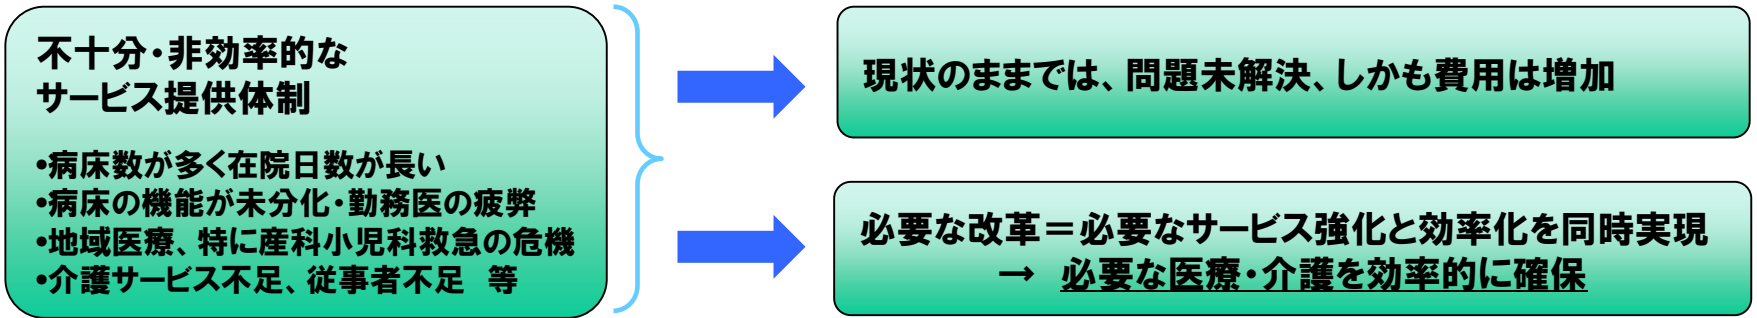 不十分・非効率的な
サービス提供体制
•病床数が多く在院日数が長い
•病床の機能が未分化・勤務医の疲弊
•地域医療、特に産科小児科救急の危機
•介護サービス不足、従事者不足　等
現状のままでは、問題未解決、しかも費用は増加
必要な改革＝必要なサービス強化と効率化を同時実現
→　必要な医療・介護を効率的に確保